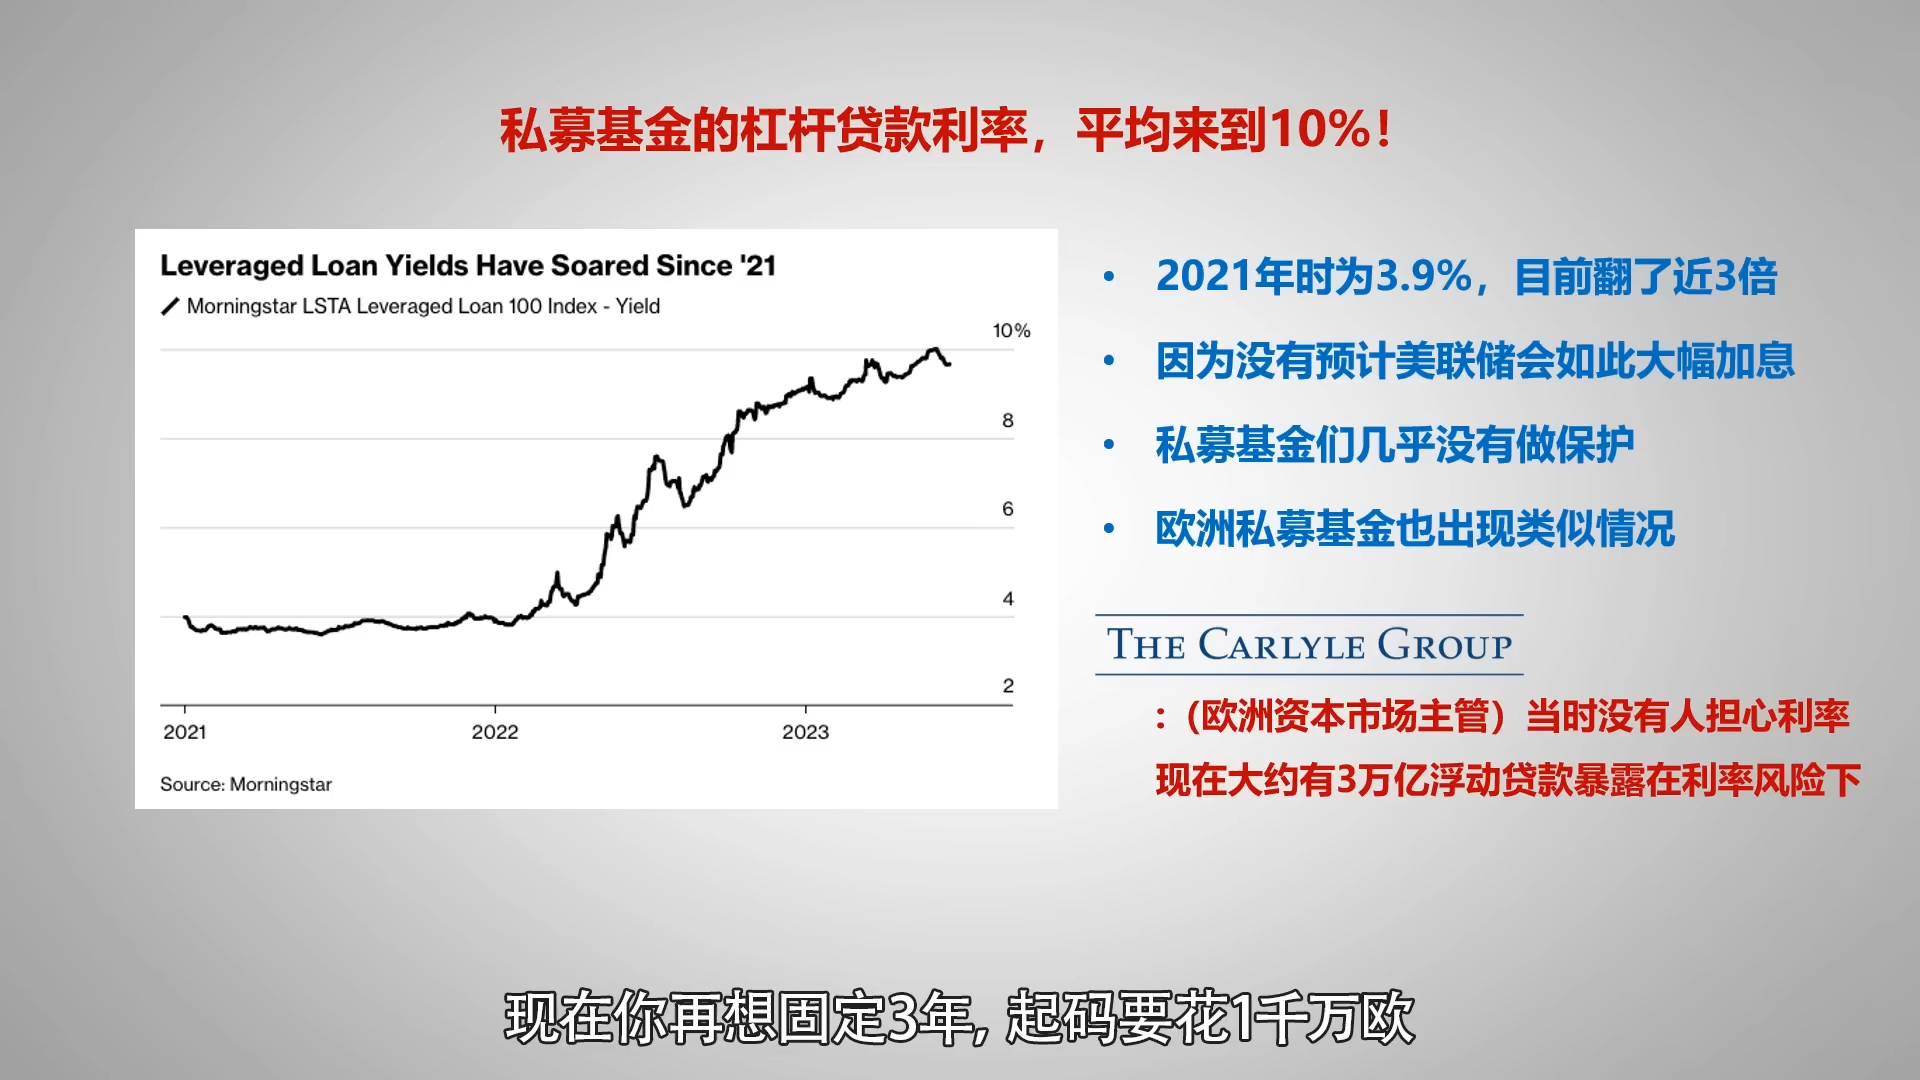 私募基金的杠杆贷款利率，平均来到10%！
Leveraged Loan Yields Have Soared Since '21
Morningstar LSTA Leveraged Loan 100 Index - Yield
10%
8
6
4
2
2021 2022 2023
Source: Morningstar
• 2021年时为3.9%，目前翻了近3倍
• 因为没有预计美联储会如此大幅加息
• 私募基金们几乎没有做保护
• 欧洲私募基金也出现类似情况
THE CARLYLE GROUP
：（欧洲资本市场主管）当时没有人担心利率
现在大约有3万亿浮动贷款暴露在利率风险下
现在你再想固定3年, 起码要花1千万欧